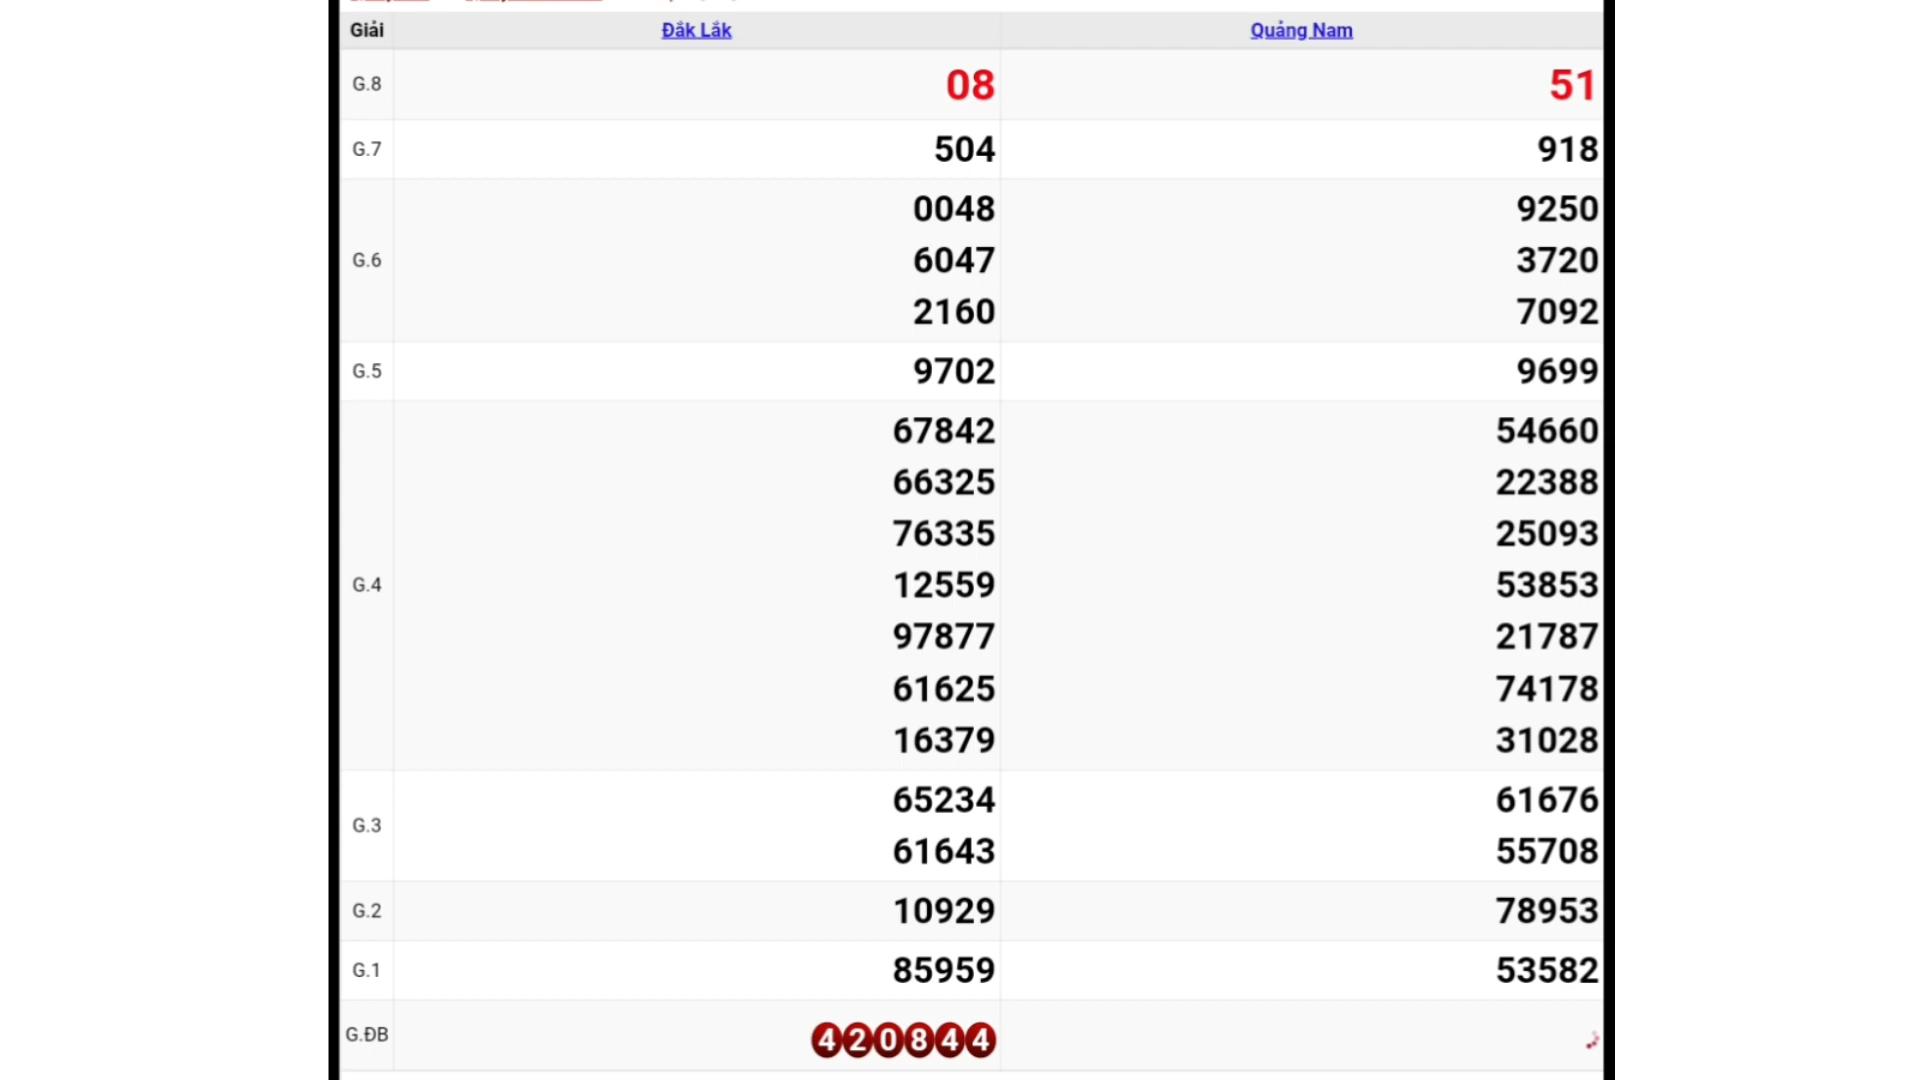 Giải Đắk Lắk Quảng Nam
G.8 08 51
G.7 504 918
G.6 0048 9250
6047 3720
2160 7092
G.5 9702 9699
G.4 67842 54660
66325 22388
76335 25093
12559 53853
97877 21787
61625 74178
16379 31028
G.3 65234 61676
61643 55708
G.2 10929 78953
G.1 85959 53582
G.ĐB 420844